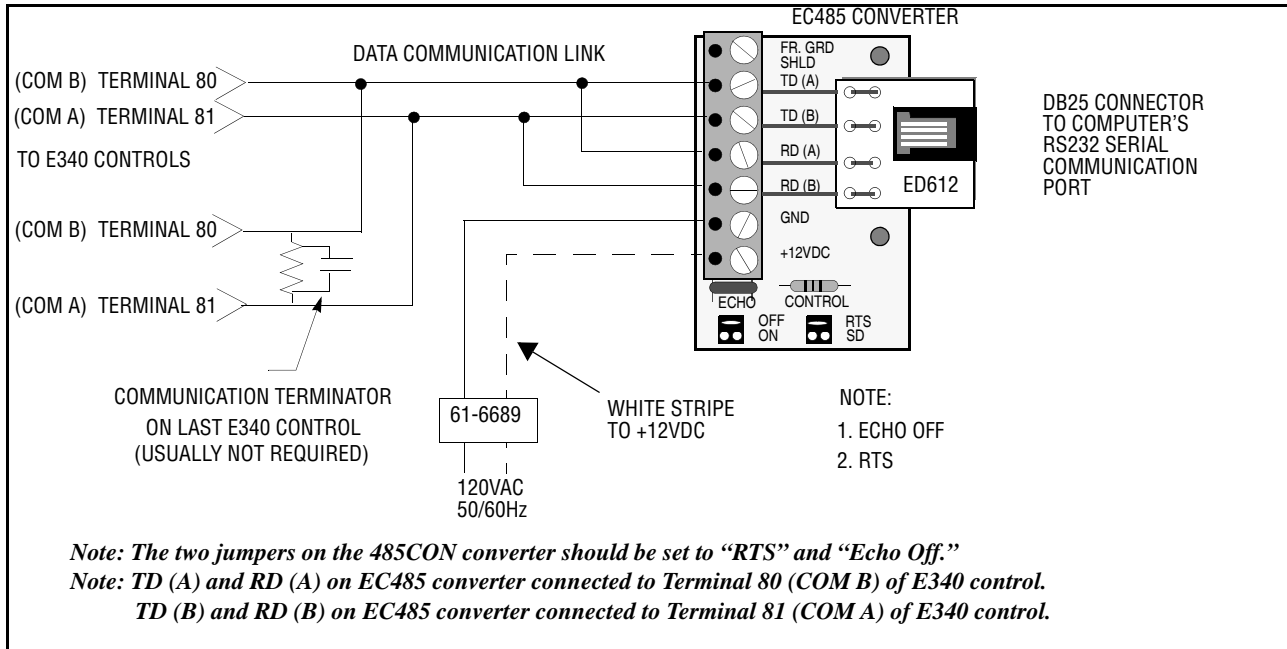 EC485 CONVERTER
DATA COMMUNICATION LINK
(COM B) TERMINAL 80
(COM A) TERMINAL 81
TO E340 CONTROLS
(COM B) TERMINAL 80
(COM A) TERMINAL 81
COMMUNICATION TERMINATOR
ON LAST E340 CONTROL
(USUALLY NOT REQUIRED)
61-6689
120VAC
50/60Hz
WHITE STRIPE
TO +12VDC
FR. GRD
SHLD
TD (A)
TD (B)
RD (A)
RD (B)
GND
+12VDC
ED612
ECHO
OFF
ON
CONTROL
RTS
SD
DB25 CONNECTOR
TO COMPUTER'S
RS232 SERIAL
COMMUNICATION
PORT
NOTE:
1. ECHO OFF
2. RTS
Note: The two jumpers on the 485CON converter should be set to “RTS” and “Echo Off.”
Note: TD (A) and RD (A) on EC485 converter connected to Terminal 80 (COM B) of E340 control.
TD (B) and RD (B) on EC485 converter connected to Terminal 81 (COM A) of E340 control.